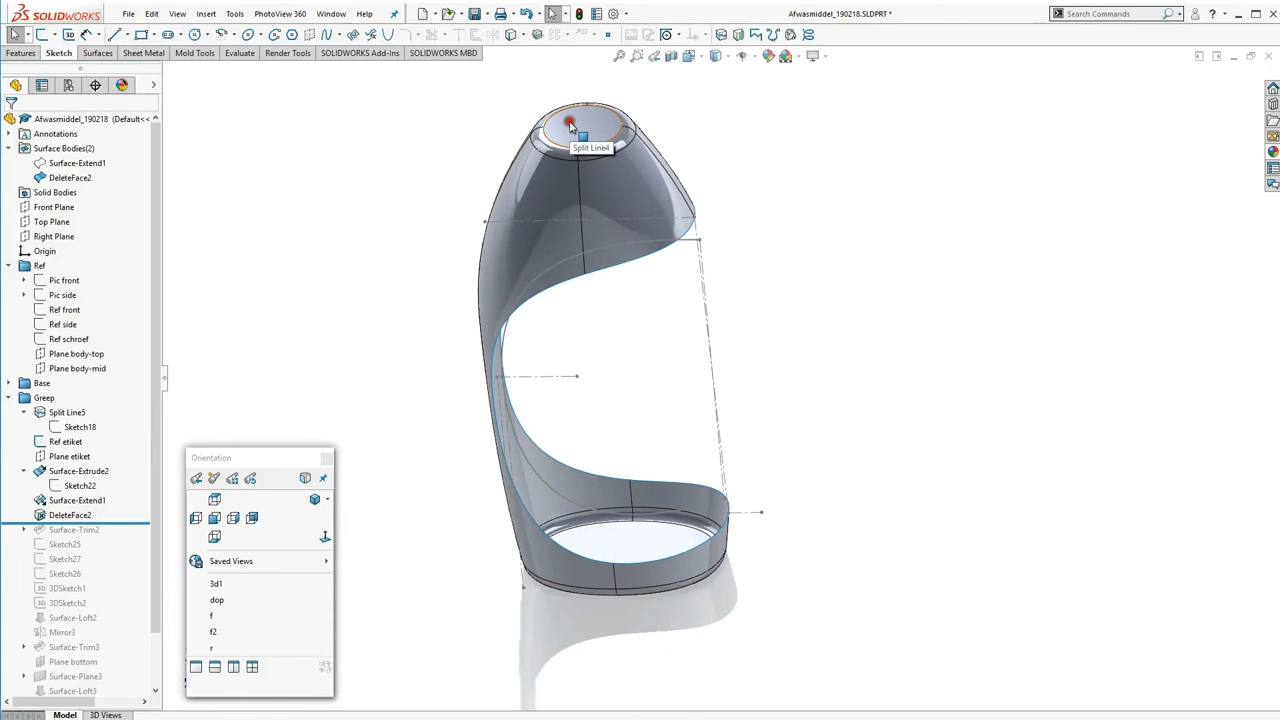 SOLIDWORKS
File
Edit
View
Insert
Tools
PhotoView 360
Window
Help
Afwasmiddel_190218.SLDPRT *
Search Commands
Features
Sketch
Surfaces
Sheet Metal
Mold Tools
Evaluate
Render Tools
SOLIDWORKS Add-Ins
SOLIDWORKS MBD
Afwasmiddel_190218 (Default<<
Annotations
Surface Bodies(2)
Surface-Extend1
DeleteFace2
Solid Bodies
Front Plane
Top Plane
Right Plane
Origin
Ref
Pic front
Pic side
Ref front
Ref side
Ref schroef
Plane body-top
Plane body-mid
Base
Greep
Split Line5
Sketch18
Ref etiket
Plane etiket
Surface-Extrude2
Sketch22
Surface-Extend1
DeleteFace2
Surface-Trim2
Sketch25
Sketch27
Sketch26
3DSketch1
3DSketch2
Surface-Loft2
Mirror3
Surface-Trim3
Plane bottom
Surface-Plane3
Surface-Loft3
Split Line4
Orientation
Saved Views
3d1
dop
f
f2
r
Model
3D Views